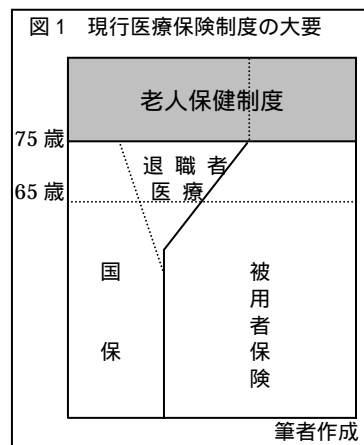 図1 現行医療保険制度の大要
老人保健制度
75歳
退職者
医療
65歳
国保
被用者保険
筆者作成